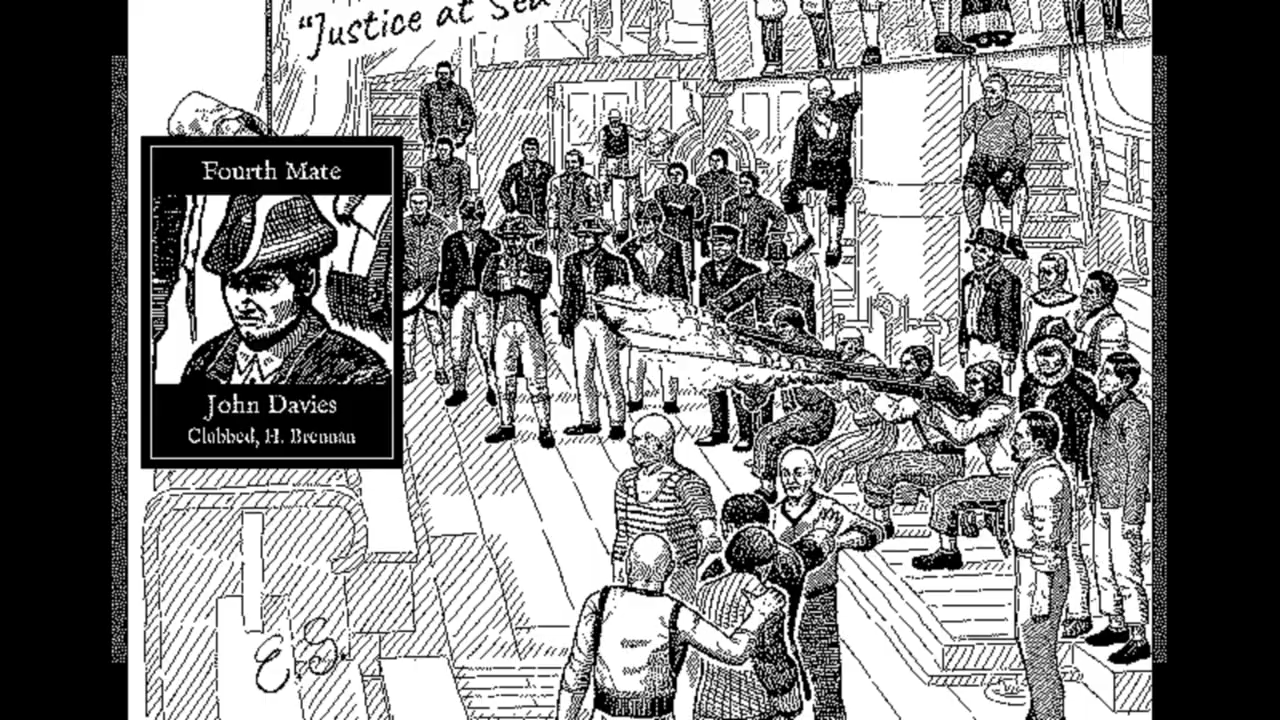 "Justice at Sea
Fourth Mate
John Davies
Clubbed, H. Brennan
E.S.